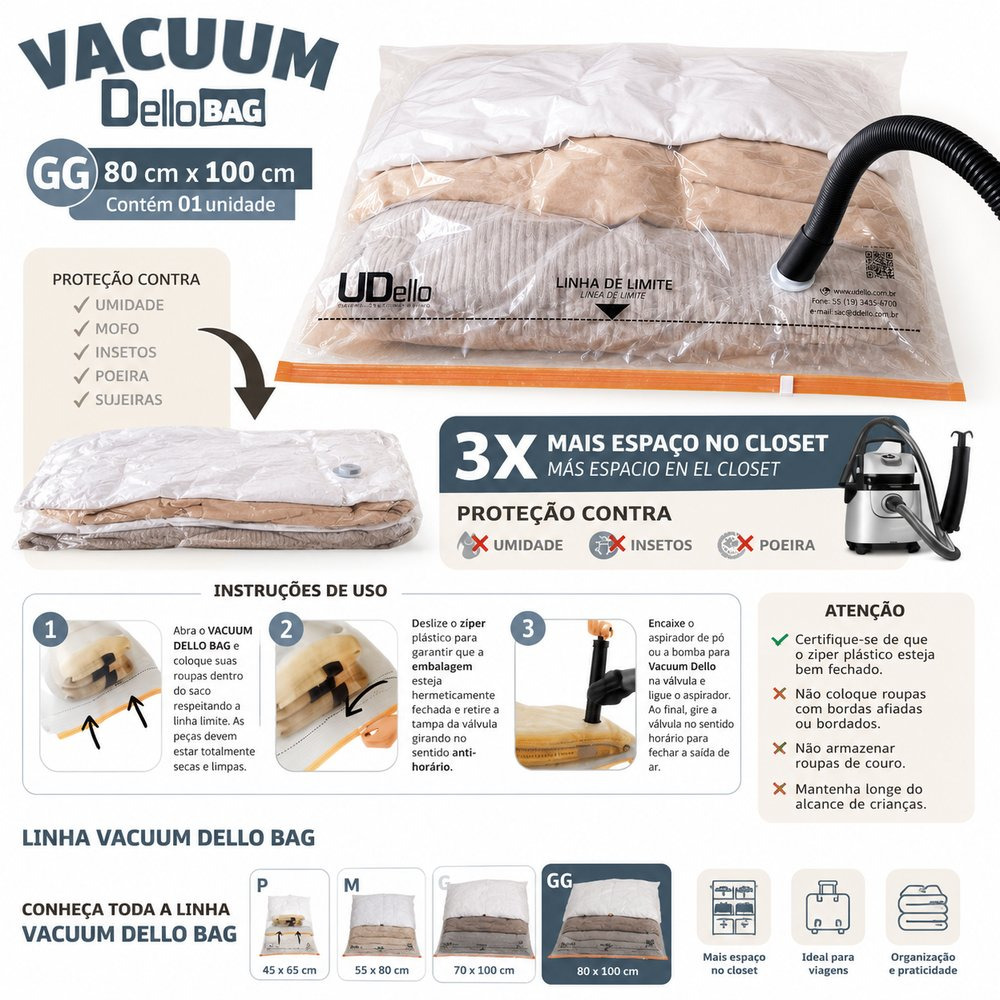 VACUUM
Dello BAG
GG 80 cm x 100 cm
Contém 01 unidade
PROTEÇÃO CONTRA
UMIDADE
MOFO
INSETOS
POEIRA
SUJEIRAS
UDello
LINHA DE LIMITE
LINEA DE LIMITE
www.udello.com.br
Fone: 55 (19) 3435-6700
e-mail: sac@ddello.com.br
3X MAIS ESPAÇO NO CLOSET
MÁS ESPACIO EN EL CLOSET
PROTEÇÃO CONTRA
UMIDADE INSETOS POEIRA
INSTRUÇÕES DE USO
1
Abra o VACUUM
DELLO BAG e
coloque suas
roupas dentro
do saco
respeitando a
linha limite. As
peças devem
estar totalmente
secas e limpas.
2
Deslize o zíper
plástico para
garantir que a
embalagem
esteja
hermeticamente
fechada e retire a
tampa da válvula
girando no
sentido anti-
horário.
3
Encaixe o
aspirador de pó
ou a bomba para
Vacuum Dello
na válvula e
ligue o aspirador.
Ao final, gire a
válvula no sentido
horário para
fechar a saída de
ar.
ATENÇÃO
Certifique-se de que
o ziper plástico esteja
bem fechado.
Não coloque roupas
com bordas afiadas
ou bordados.
Não armazenar
roupas de couro.
Mantenha longe do
alcance de crianças.
LINHA VACUUM DELLO BAG
CONHEÇA TODA A LINHA
VACUUM DELLO BAG
P
45 x 65 cm
M
55 x 80 cm
G
70 x 100 cm
GG
80 x 100 cm
Mais espaço
no closet
Ideal para
viagens
Organização
e praticidade